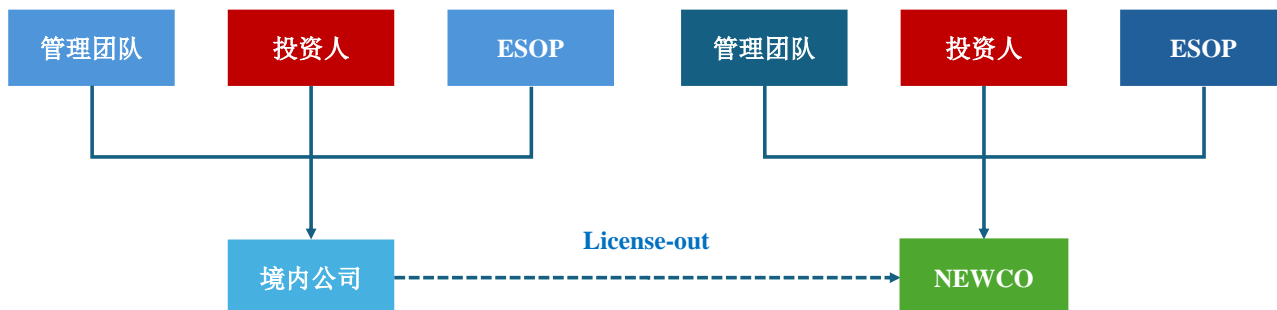 管理团队
投资人
ESOP
管理团队
投资人
ESOP
License-out
境内公司
NEWCO